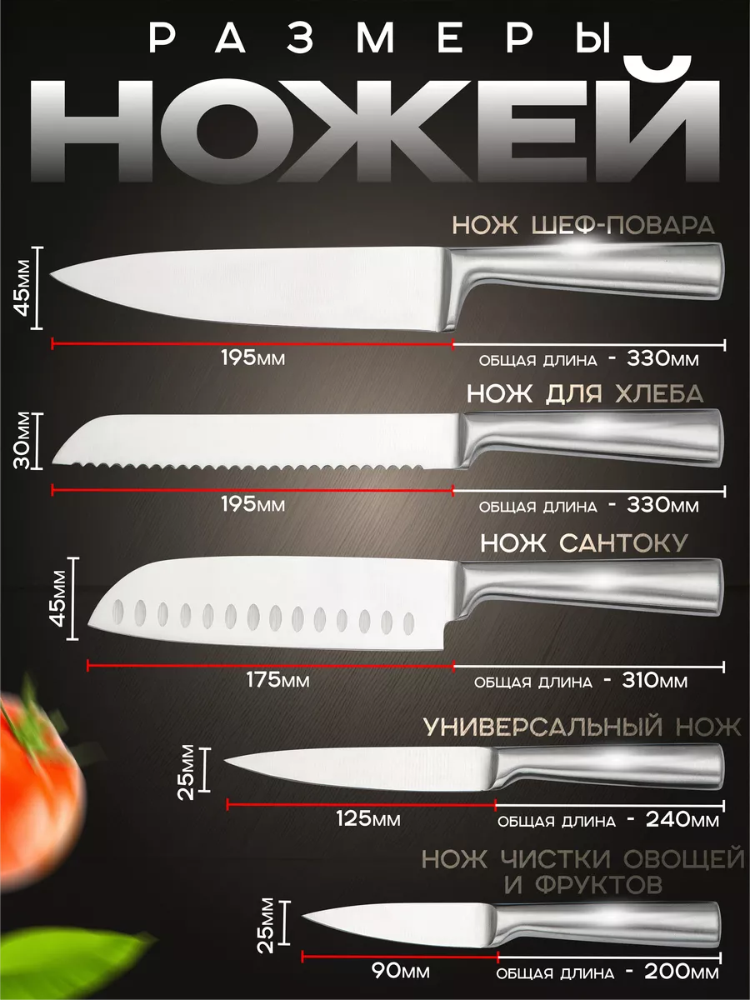 РАЗМЕРЫ
НОЖЕЙ
НОЖ ШЕФ-ПОВАРА
45мм
195мм
ОБЩАЯ ДЛИНА - 330мм
НОЖ ДЛЯ ХЛЕБА
30мм
195мм
ОБЩАЯ ДЛИНА - 330мм
НОЖ САНТОКУ
45мм
175мм
ОБЩАЯ ДЛИНА - 310мм
УНИВЕРСАЛЬНЫЙ НОЖ
25мм
125мм
ОБЩАЯ ДЛИНА - 240мм
НОЖ ЧИСТКИ ОВОЩЕЙ
И ФРУКТОВ
25мм
90мм
ОБЩАЯ ДЛИНА - 200мм